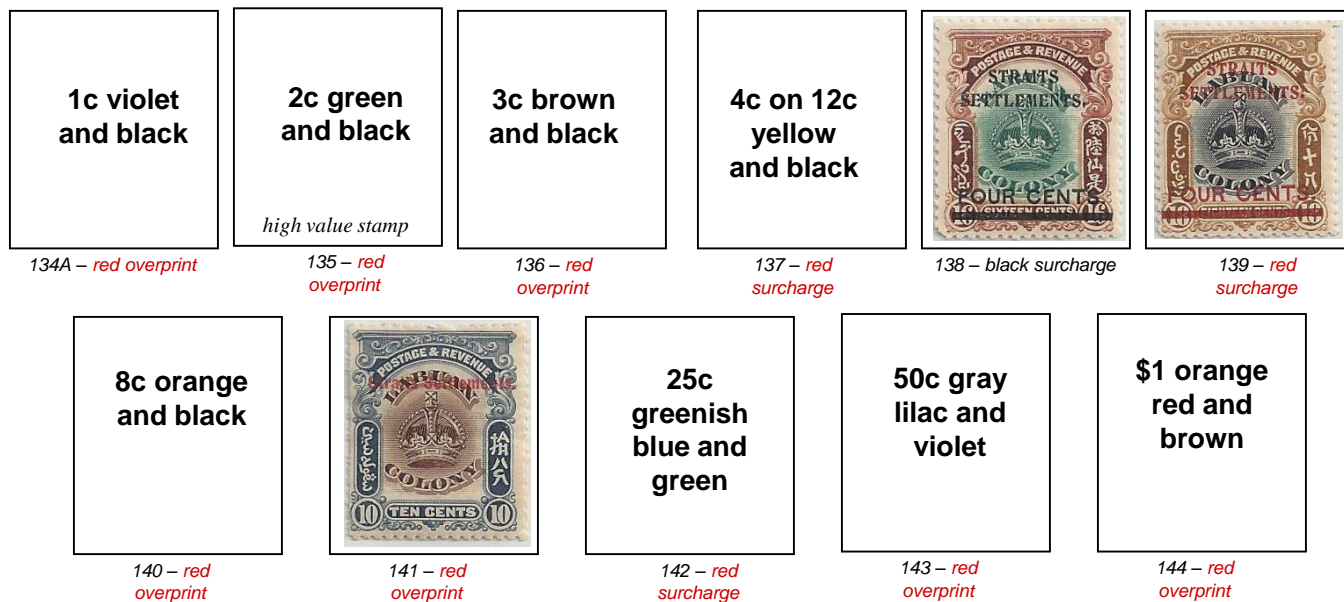 1c violet
and black
134A – red overprint
2c green
and black
high value stamp
135 – red
overprint
3c brown
and black
136 – red
overprint
4c on 12c
yellow
and black
137 – red
surcharge
POSTAGE & REVENUE
STRAITS
SETTLEMENTS.
COLONY
FOUR CENTS.
16 SIXTEEN CENTS 16
138 – black surcharge
POSTAGE & REVENUE
STRAITS
LABUAN
SETTLEMENTS.
COLONY
FOUR CENTS.
139 – red
surcharge
8c orange
and black
140 – red
overprint
POSTAGE & REVENUE
Straits Settlements.
LABUAN
COLONY
10 TEN CENTS 10
141 – red
overprint
25c
greenish
blue and
green
142 – red
surcharge
50c gray
lilac and
violet
143 – red
overprint
$1 orange
red and
brown
144 – red
overprint